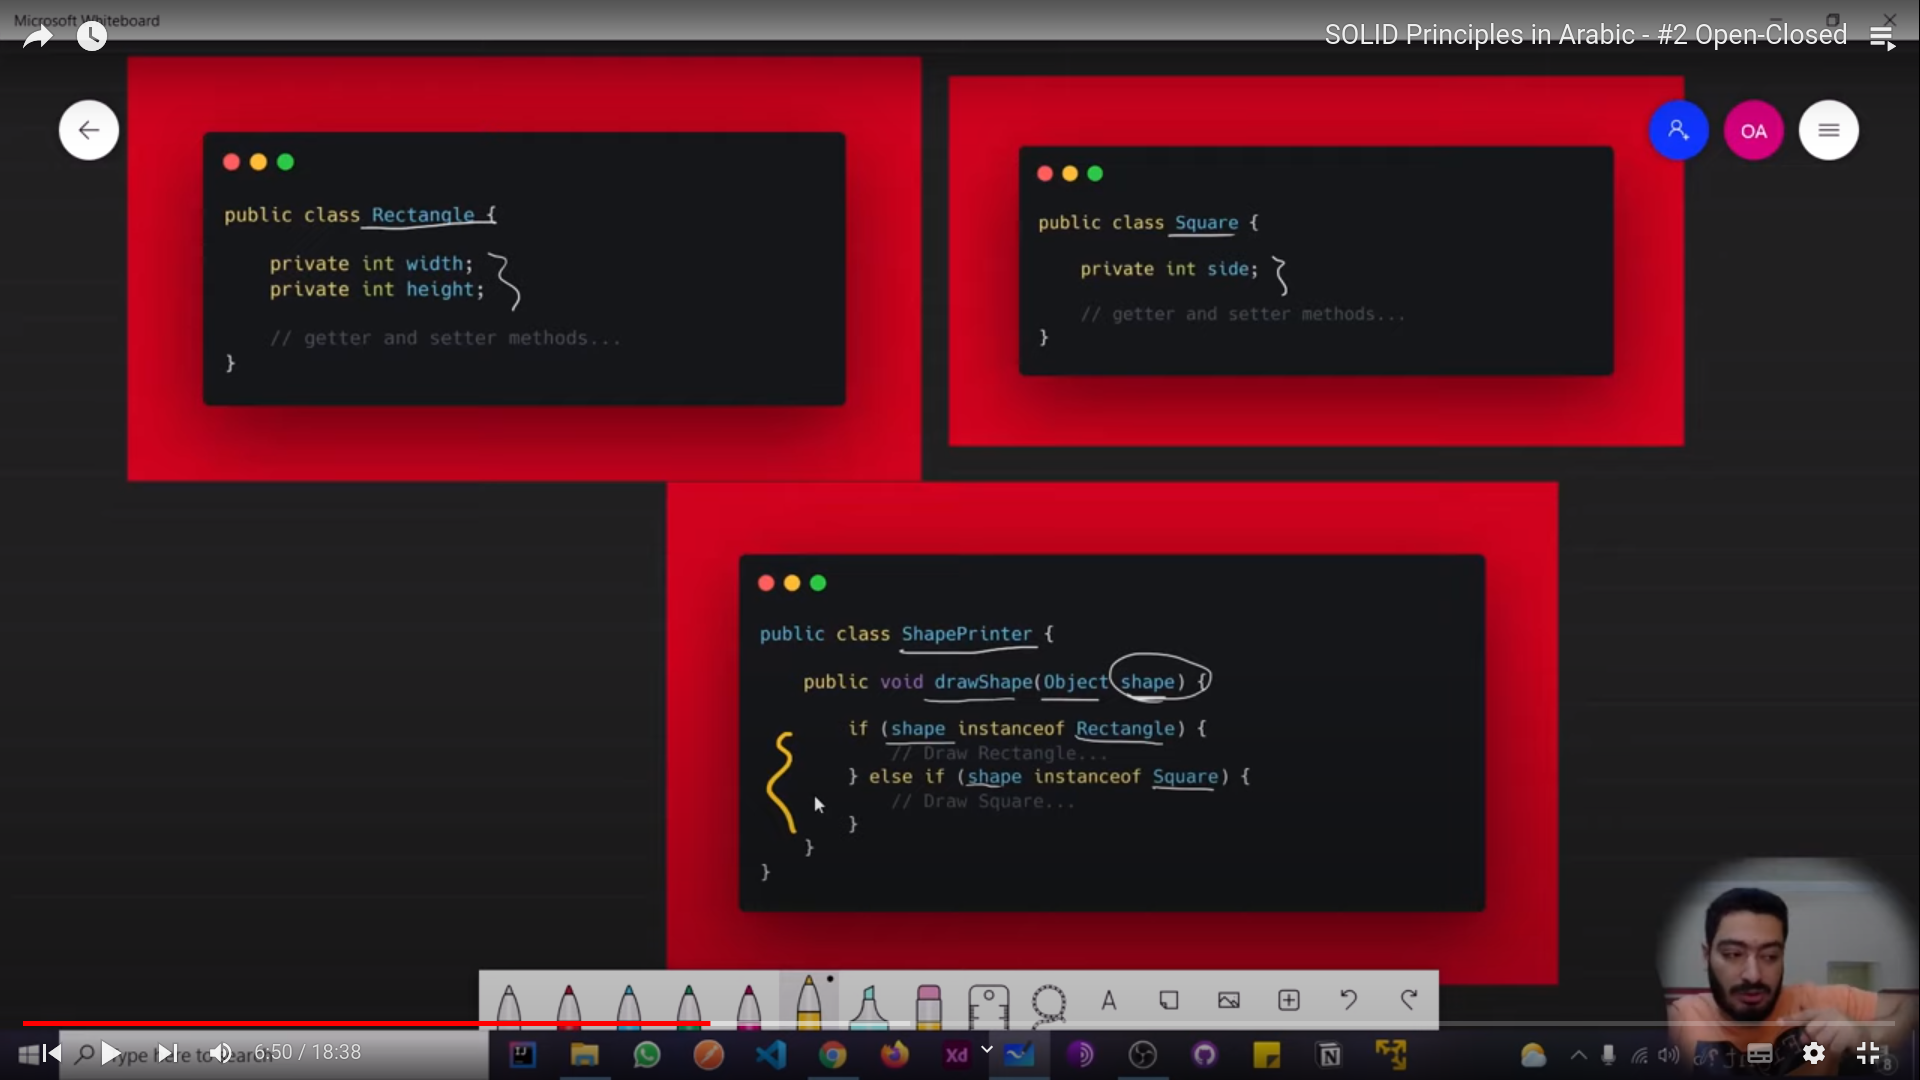 Microsoft Whiteboard
SOLID Principles in Arabic - #2 Open-Closed
OA
public class Rectangle {
private int width;
private int height;
// getter and setter methods...
}
public class Square {
private int side;
// getter and setter methods...
}
public class ShapePrinter {
public void drawShape(Object shape) {
if (shape instanceof Rectangle) {
// Draw Rectangle...
} else if (shape instanceof Square) {
// Draw Square...
}
}
}
A
Type here to search
6:50 / 18:38
IJ
Xd
N
8